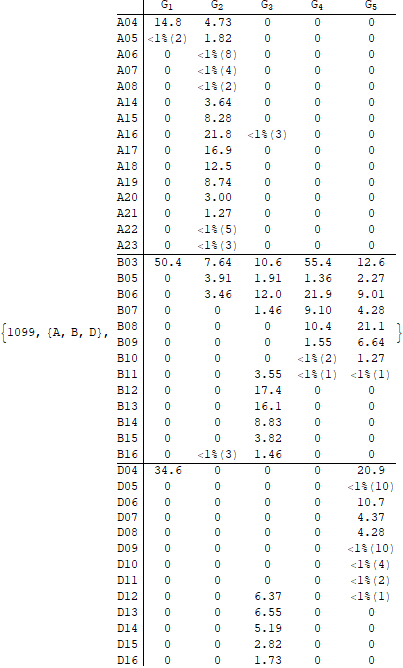 G₁ G₂ G₃ G₄ G₅
A04 14.8 4.73 0 0 0
A05 <1%(2) 1.82 0 0 0
A06 0 <1%(8) 0 0 0
A07 0 <1%(4) 0 0 0
A08 0 <1%(2) 0 0 0
A14 0 3.64 0 0 0
A15 0 8.28 0 0 0
A16 0 21.8 <1%(3) 0 0
A17 0 16.9 0 0 0
A18 0 12.5 0 0 0
A19 0 8.74 0 0 0
A20 0 3.00 0 0 0
A21 0 1.27 0 0 0
A22 0 <1%(5) 0 0 0
A23 0 <1%(3) 0 0 0
B03 50.4 7.64 10.6 55.4 12.6
B05 0 3.91 1.91 1.36 2.27
B06 0 3.46 12.0 21.9 9.01
B07 0 0 1.46 9.10 4.28
B08 0 0 0 10.4 21.1
{1099, {A, B, D}, B09 0 0 0 1.55 6.64 }
B10 0 0 0 <1%(2) 1.27
B11 0 0 3.55 <1%(1) <1%(1)
B12 0 0 17.4 0 0
B13 0 0 16.1 0 0
B14 0 0 8.83 0 0
B15 0 0 3.82 0 0
B16 0 <1%(3) 1.46 0 0
D04 34.6 0 0 0 20.9
D05 0 0 0 0 <1%(10)
D06 0 0 0 0 10.7
D07 0 0 0 0 4.37
D08 0 0 0 0 4.28
D09 0 0 0 0 <1%(10)
D10 0 0 0 0 <1%(4)
D11 0 0 0 0 <1%(2)
D12 0 0 6.37 0 <1%(1)
D13 0 0 6.55 0 0
D14 0 0 5.19 0 0
D15 0 0 2.82 0 0
D16 0 0 1.73 0 0